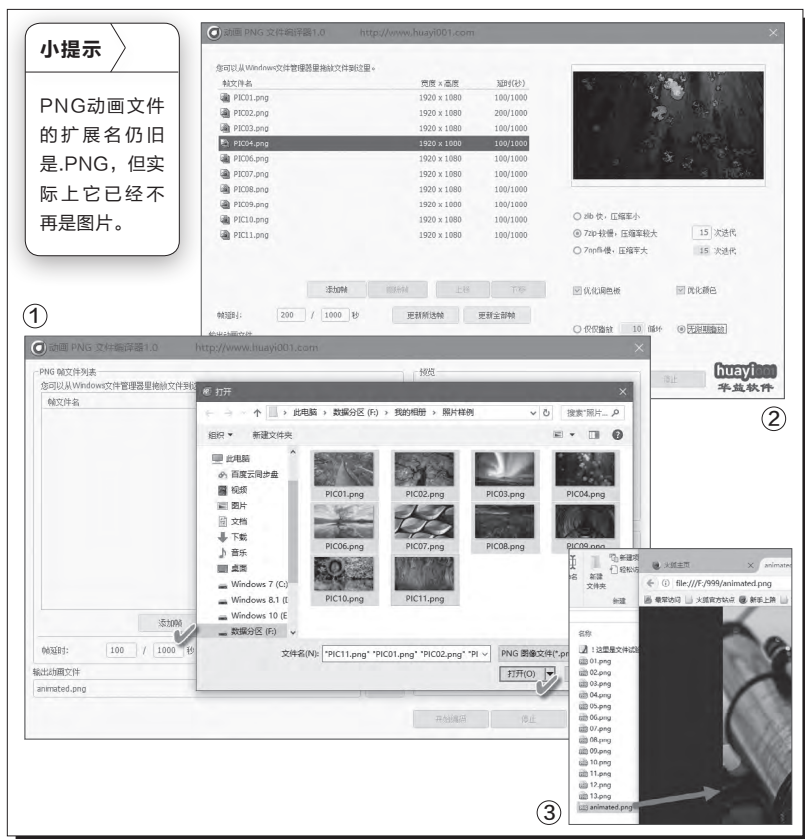 小提示
PNG动画文件
的扩展名仍旧
是.PNG，但实
际上它已经不
再是图片。
动画 PNG 文件编译器1.0 http://www.huayi001.com
您可以从Windows文件管理器里拖放文件到这里。
帧文件名 宽度 x 高度 延时(秒)
PIC01.png 1920 x 1080 100/1000
PIC02.png 1920 x 1080 200/1000
PIC03.png 1920 x 1080 100/1000
PIC04.png 1920 x 1080 100/1000
PIC06.png 1920 x 1080 100/1000
PIC07.png 1920 x 1080 100/1000
PIC08.png 1920 x 1080 100/1000
PIC09.png 1920 x 1080 100/1000
PIC10.png 1920 x 1080 100/1000
PIC11.png 1920 x 1080 100/1000
zlib 快，压缩率小
7zip 较慢，压缩率较大 15 次迭代
压缩率大 15 次迭代
添加帧 删除帧 上移 下移
优化调色板 优化颜色
帧延时: 200 / 1000 秒 更新所选帧 更新全部帧
仅仅播放 10 循环 无限期播放
输出动画文件
停止
huayi001
华益软件
②
①
动画 PNG 文件编译器1.0 http://www.huayi001.com
PNG 帧文件列表 预览
您可以从Windows文件管理器里拖放文件到
帧文件名
添加帧
帧延时: 100 / 1000 秒
输出动画文件
animated.png
开始编译 停止
打开
此电脑 › 数据分区 (F:) › 我的相册 › 照片样例 搜索"照片...
组织 新建文件夹
此电脑
百度云同步盘
视频
图片
文档
下载
音乐
桌面
Windows 7 (C:)
Windows 8.1 (
Windows 10 (E
数据分区 (F:)
PIC01.png PIC02.png PIC03.png PIC04.png
PIC06.png PIC07.png PIC08.png PIC09.png
PIC10.png PIC11.png
文件名(N): "PIC11.png" "PIC01.png" "PIC02.png" "PI PNG 图像文件(*.pn
打开(O)
新建
文件夹
新建项
轻松访
新建
名称
！这里是文件试
01.png
02.png
03.png
04.png
05.png
06.png
07.png
08.png
09.png
10.png
11.png
12.png
13.png
animated.png
火狐主页 animated
file:///F:/999/animated.png
最常访问 火狐官方站点 新手上路
③